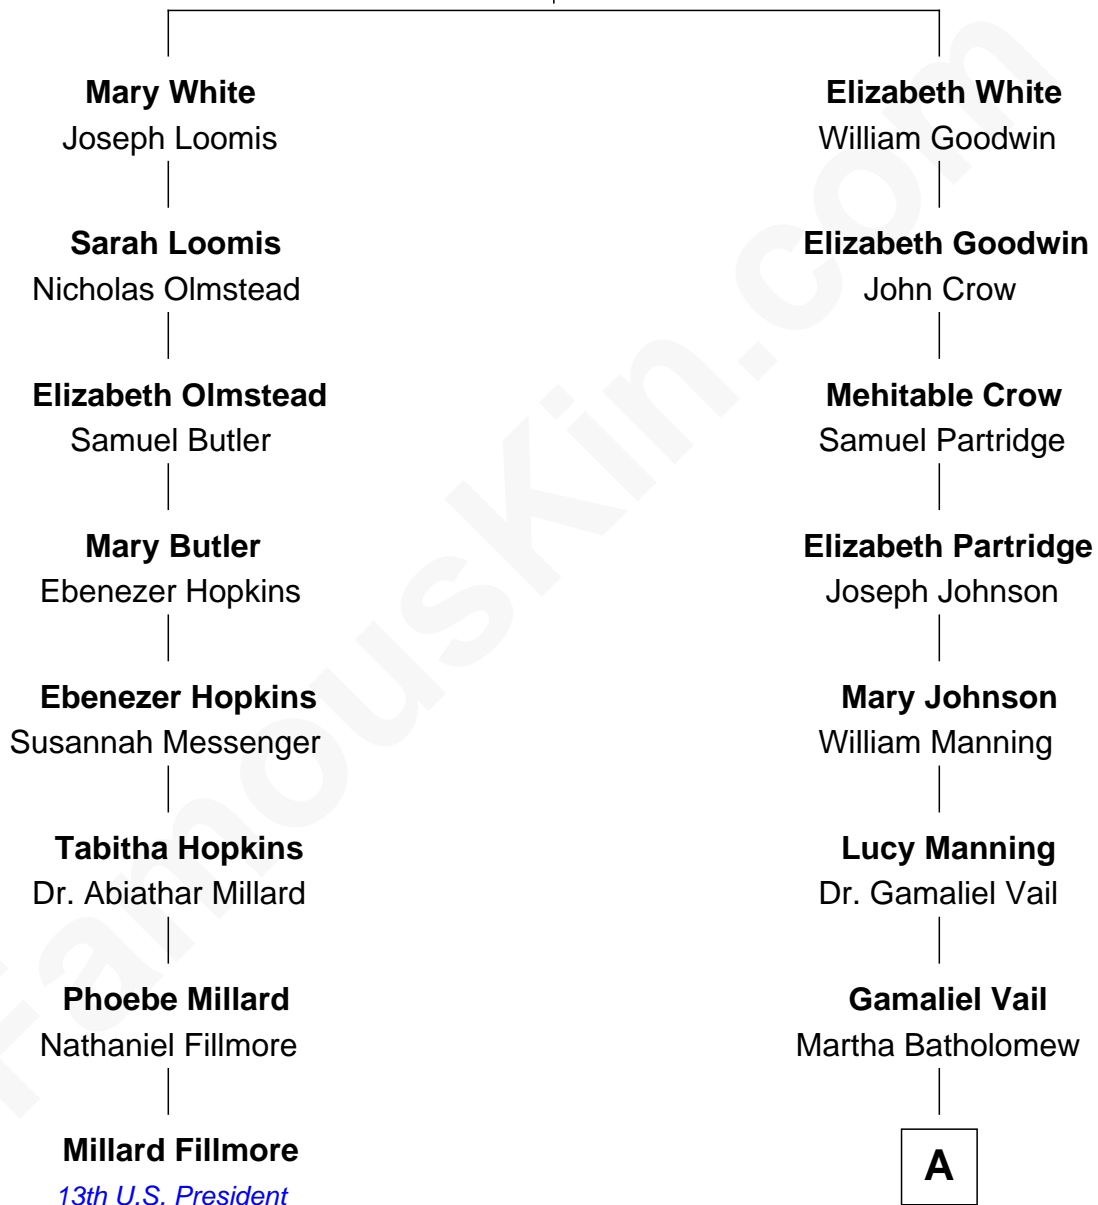 Mary White
Joseph Loomis
Sarah Loomis
Nicholas Olmstead
Elizabeth Olmstead
Samuel Butler
Mary Butler
Ebenezer Hopkins
Ebenezer Hopkins
Susannah Messenger
Tabitha Hopkins
Dr. Abiathar Millard
Phoebe Millard
Nathaniel Fillmore
Millard Fillmore
13th U.S. President
Elizabeth White
William Goodwin
Elizabeth Goodwin
John Crow
Mehitable Crow
Samuel Partridge
Elizabeth Partridge
Joseph Johnson
Mary Johnson
William Manning
Lucy Manning
Dr. Gamaliel Vail
Gamaliel Vail
Martha Batholomew
A
FamousKin.com